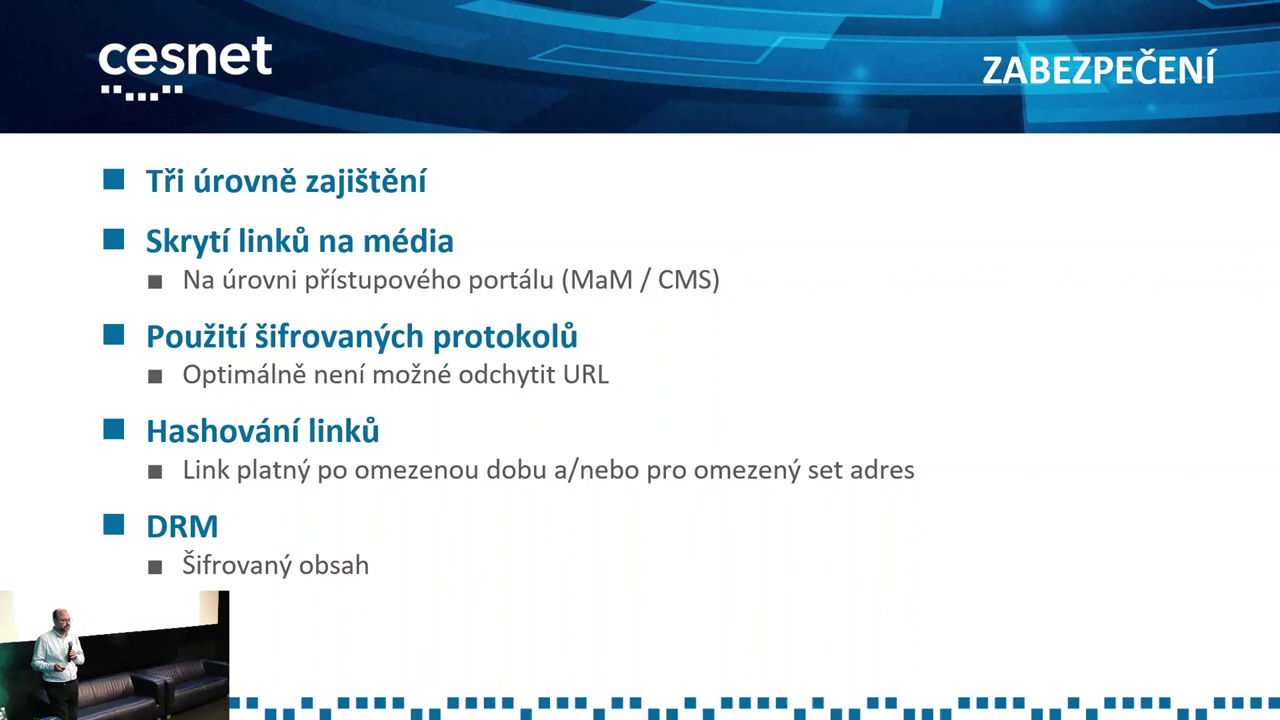 cesnet
ZABEZPEČENÍ
Tři úrovně zajištění
Skrytí linků na média
Na úrovni přístupového portálu (MaM / CMS)
Použití šifrovaných protokolů
Optimálně není možné odchytit URL
Hashování linků
Link platný po omezenou dobu a/nebo pro omezený set adres
DRM
Šifrovaný obsah